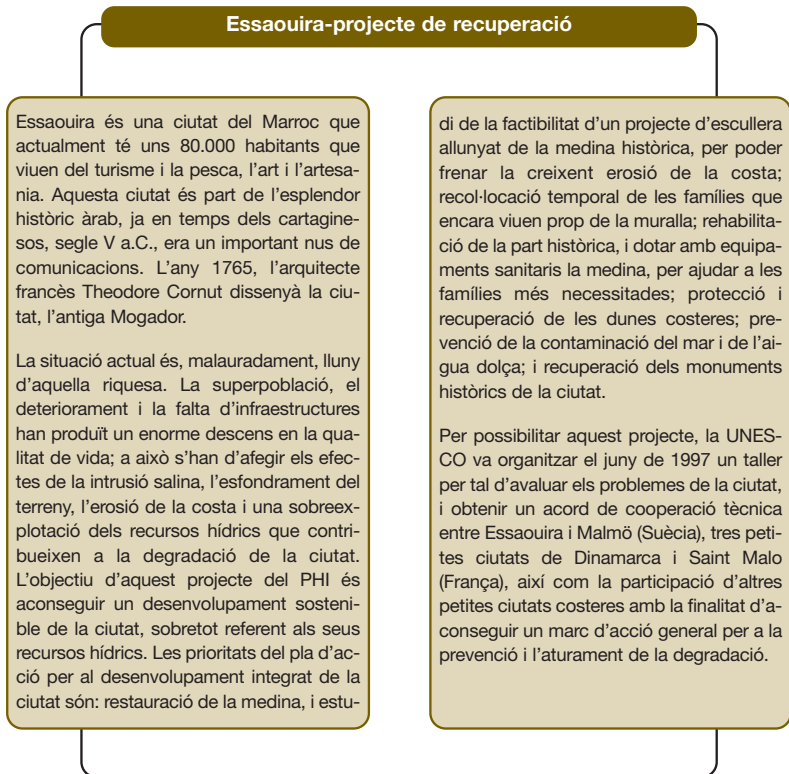 Essaouira-projecte de recuperació
Essaouira és una ciutat del Marroc que
actualment té uns 80.000 habitants que
viuen del turisme i la pesca, l'art i l'artesa-
nia. Aquesta ciutat és part de l'esplendor
històric àrab, ja en temps dels cartagine-
sos, segle V a.C., era un important nus de
comunicacions. L'any 1765, l'arquitecte
francès Theodore Cornut dissenyà la ciu-
tat, l'antiga Mogador.
La situació actual és, malauradament, lluny
d'aquella riquesa. La superpoblació, el
deteriorament i la falta d'infraestructures
han produït un enorme descens en la qua-
litat de vida; a això s'han d'afegir els efec-
tes de la intrusió salina, l'esfondrament del
terreny, l'erosió de la costa i una sobreex-
plotació dels recursos hídrics que contri-
bueixen a la degradació de la ciutat.
L'objectiu d'aquest projecte del PHI és
aconseguir un desenvolupament sosteni-
ble de la ciutat, sobretot referent als seus
recursos hídrics. Les prioritats del pla d'ac-
ció per al desenvolupament integrat de la
ciutat són: restauració de la medina, i estu-
di de la factibilitat d'un projecte d'escullera
allunyat de la medina històrica, per poder
frenar la creixent erosió de la costa;
recol·locació temporal de les famílies que
encara viuen prop de la muralla; rehabilita-
ció de la part històrica, i dotar amb equipa-
ments sanitaris la medina, per ajudar a les
famílies més necessitades; protecció i
recuperació de les dunes costeres; pre-
venció de la contaminació del mar i de l'ai-
gua dolça; i recuperació dels monuments
històrics de la ciutat.
Per possibilitar aquest projecte, la UNES-
CO va organitzar el juny de 1997 un taller
per tal d'avaluar els problemes de la ciutat,
i obtenir un acord de cooperació tècnica
entre Essaouira i Malmö (Suècia), tres peti-
tes ciutats de Dinamarca i Saint Malo
(França), així com la participació d'altres
petites ciutats costeres amb la finalitat d'a-
conseguir un marc d'acció general per a la
prevenció i l'aturament de la degradació.